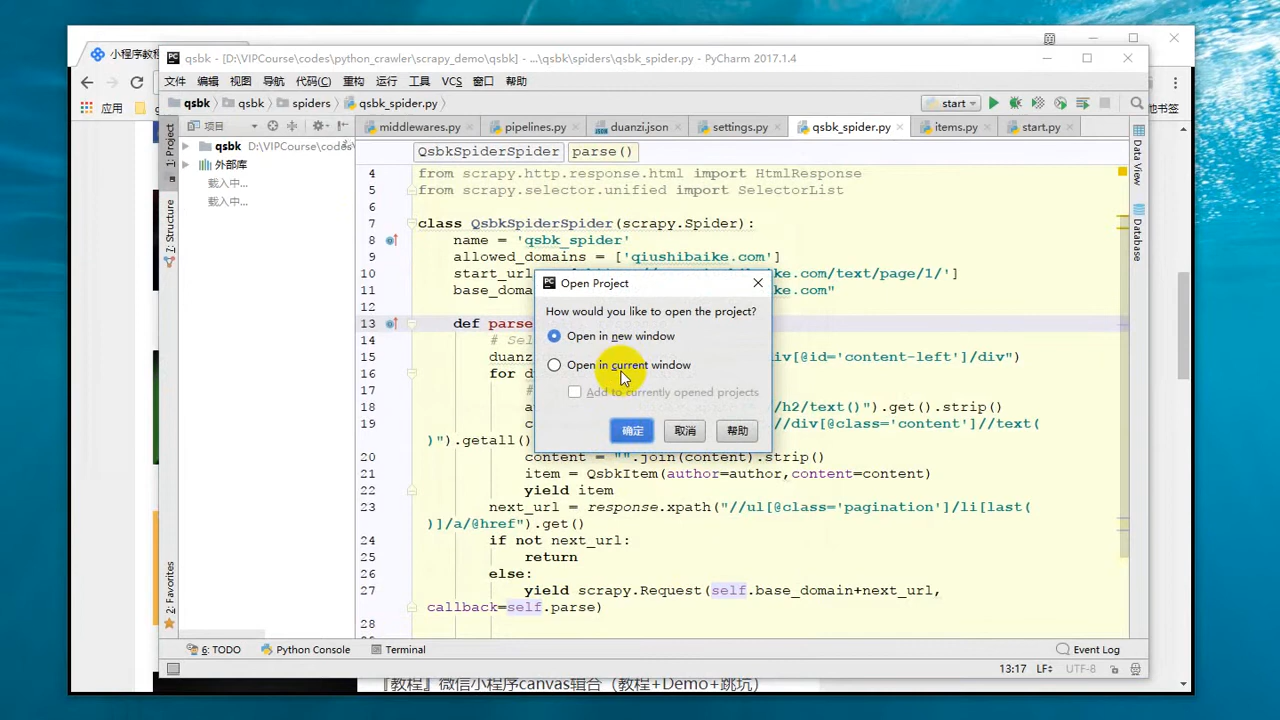 小程序教程
qsbk - [D:\VIPCourse\codes\python_crawler\scrapy_demo\qsbk] - ...\qsbk\spiders\qsbk_spider.py - PyCharm 2017.1.4
文件 编辑 视图 导航 代码(C) 重构 运行 工具 VCS 窗口 帮助
应用
qsbk qsbk spiders qsbk_spider.py
start
他书签
1: Project
项目
middlewares.py pipelines.py duanzi.json settings.py qsbk_spider.py items.py start.py
qsbk D:\VIPCourse\codes\
外部库
载入中...
载入中...
QsbkSpiderSpider parse()
4 from scrapy.http.response.html import HtmlResponse
5 from scrapy.selector.unified import SelectorList
6
7 class QsbkSpiderSpider(scrapy.Spider):
8 name = 'qsbk_spider'
9 allowed_domains = ['qiushibaike.com']
10 start_url ke.com/text/page/1/']
11 base_doma ke.com"
12
13 def parse
14 # Se
15 duanz div[@id='content-left']/div")
16 for d
17 #
18 a /h2/text()").get().strip()
c //div[@class='content']//text(
)").getall()
20 content = "".join(content).strip()
21 item = QsbkItem(author=author,content=content)
22 yield item
23 next_url = response.xpath("//ul[@class='pagination']/li[last(
)]/a/@href").get()
24 if not next_url:
25 return
26 else:
27 yield scrapy.Request(self.base_domain+next_url,
callback=self.parse)
28
Open Project
How would you like to open the project?
Open in new window
Open in current window
Add to currently opened projects
确定 取消 帮助
Z: Structure
2: Favorites
Data View
Database
6: TODO Python Console Terminal Event Log
13:17 LF÷ UTF-8
『教程』微信小程序canvas辑合（教程+Demo+跳坑）